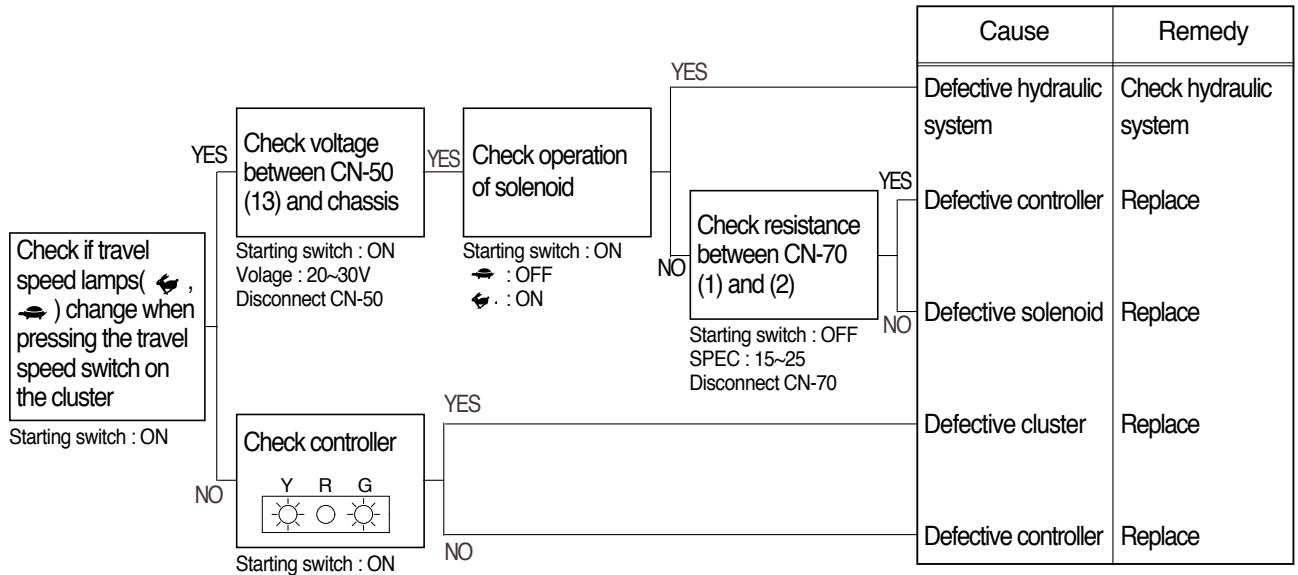 Cause Remedy
YES
Defective hydraulic Check hydraulic
system system
YES
Check voltage
between CN-50
(13) and chassis
Starting switch : ON
Volage : 20~30V
Disconnect CN-50
YES
Check operation
of solenoid
Starting switch : ON
: OFF
: ON
YES
Defective controller Replace
Check resistance
between CN-70
(1) and (2)
NO
Starting switch : OFF
SPEC : 15~25
Disconnect CN-70
NO
Defective solenoid Replace
Check if travel
speed lamps( ,
) change when
pressing the travel
speed switch on
the cluster
Starting switch : ON
YES
Defective cluster Replace
NO
Check controller
Y R G
Starting switch : ON
NO
Defective controller Replace